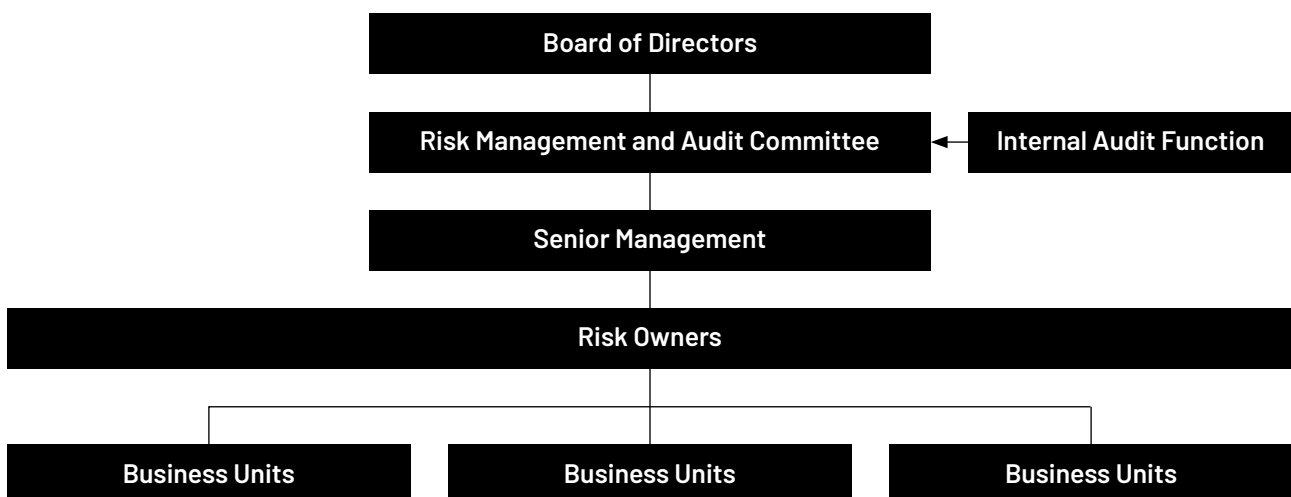 Board of Directors
Risk Management and Audit Committee
Internal Audit Function
Senior Management
Risk Owners
Business Units
Business Units
Business Units